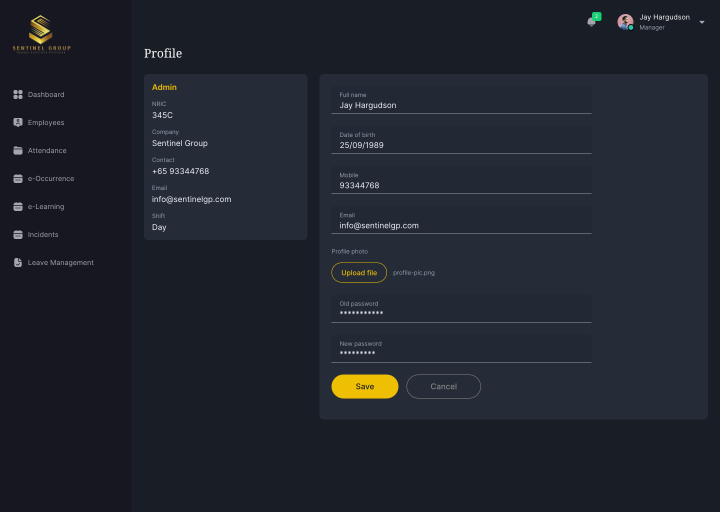 SENTINEL GROUP
2
Jay Hargudson
Manager
Profile
Dashboard
Employees
Attendance
e-Occurrence
e-Learning
Incidents
Leave Management
Admin
NRIC
345C
Company
Sentinel Group
Contact
+65 93344768
Email
info@sentinelgp.com
Shift
Day
Full name
Jay Hargudson
Date of birth
25/09/1989
Mobile
93344768
Email
info@sentinelgp.com
Profile photo
Upload file
profile-pic.png
Old password
***********
New password
*********
Save
Cancel